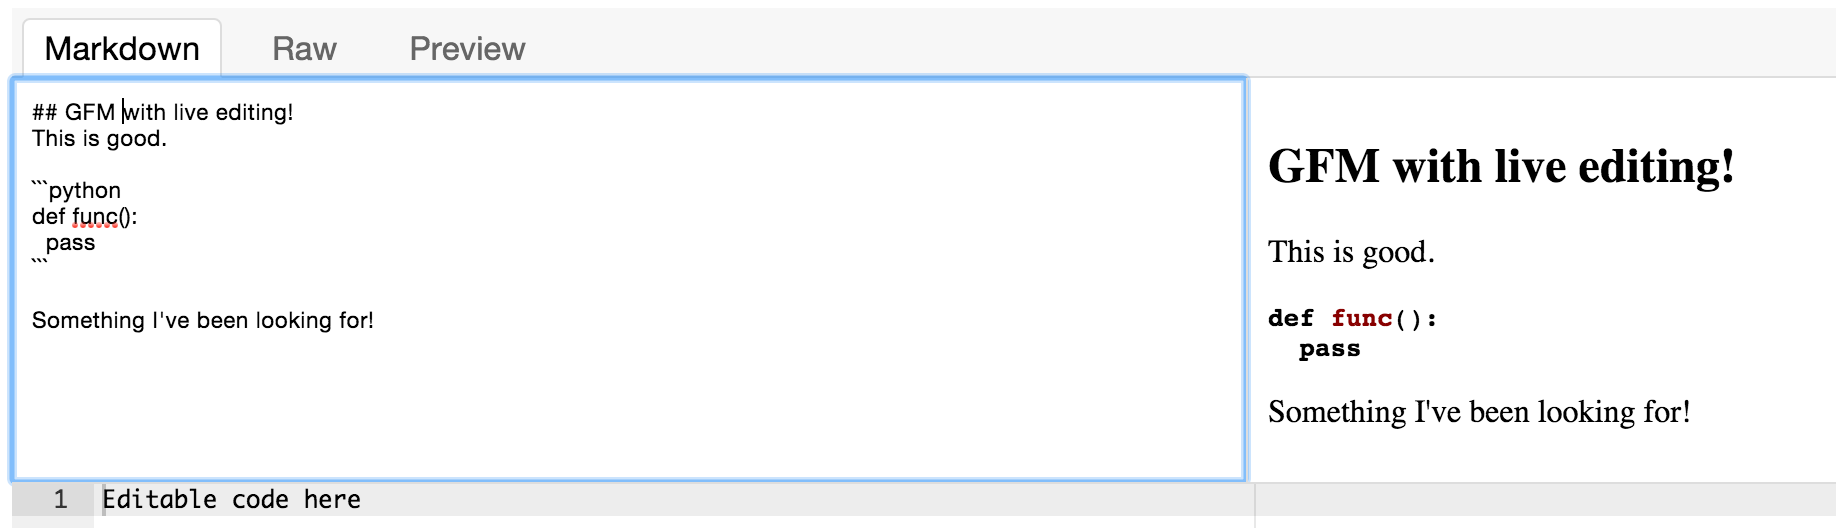 Markdown Raw Preview
## GFM with live editing!
This is good.
```python
def func():
  pass
```
Something I've been looking for!
GFM with live editing!
This is good.
def func():
  pass
Something I've been looking for!
1 Editable code here